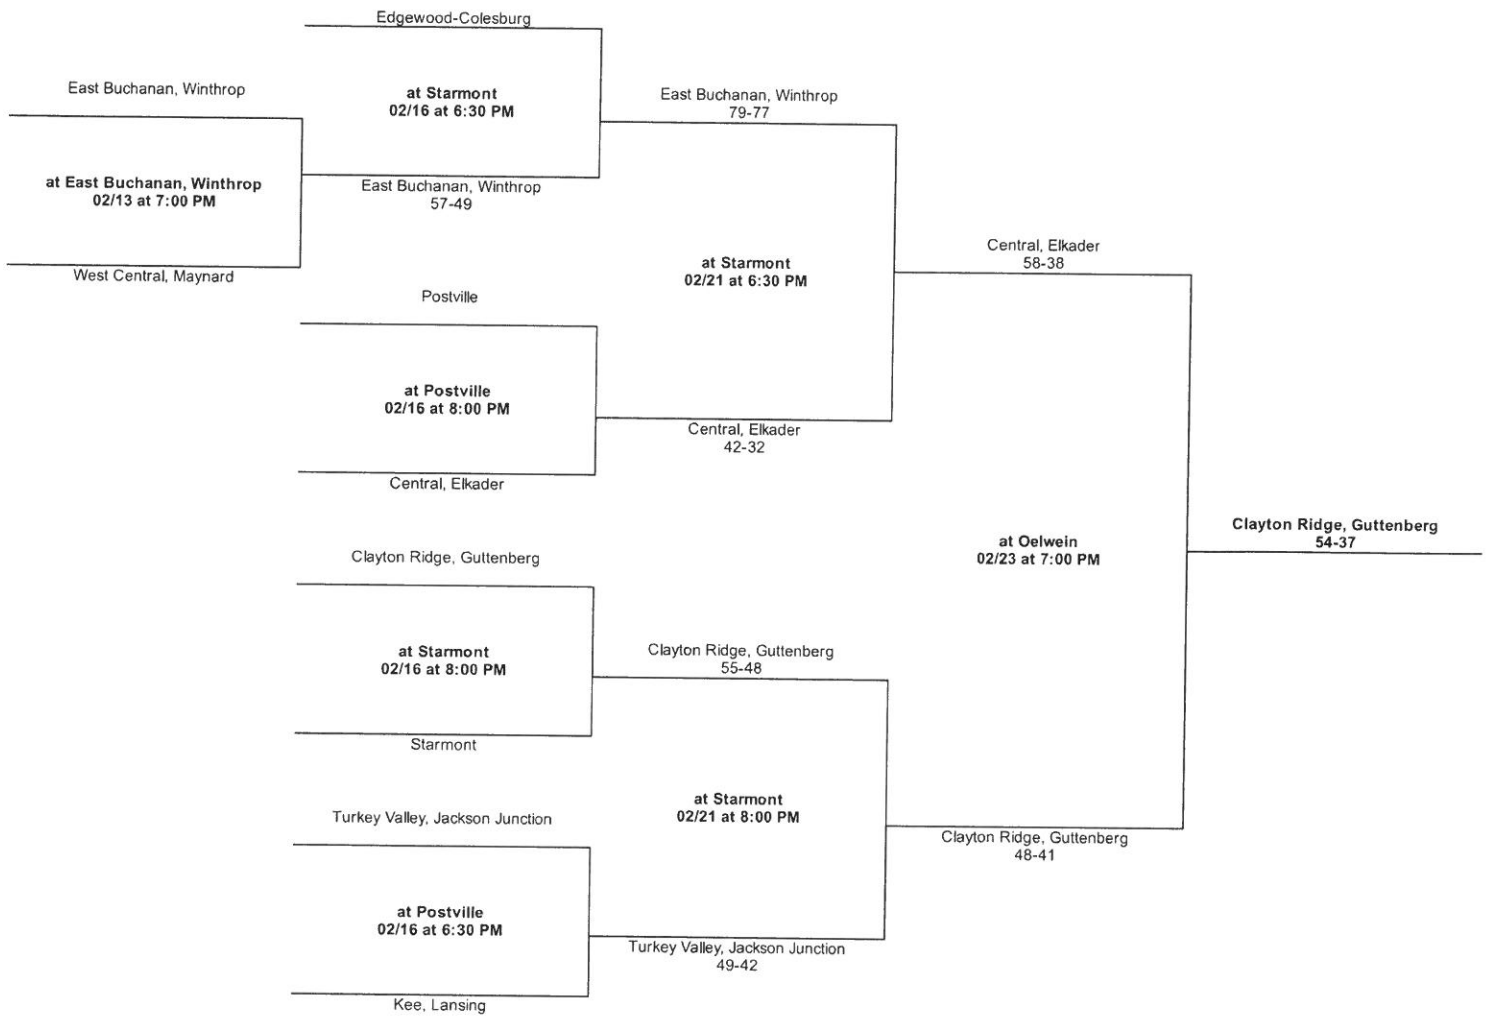 Edgewood-Colesburg
East Buchanan, Winthrop
at Starmont
02/16 at 6:30 PM
East Buchanan, Winthrop
79-77
at East Buchanan, Winthrop
02/13 at 7:00 PM
East Buchanan, Winthrop
57-49
West Central, Maynard
at Starmont
02/21 at 6:30 PM
Central, Elkader
58-38
Postville
at Postville
02/16 at 8:00 PM
Central, Elkader
42-32
Central, Elkader
at Oelwein
02/23 at 7:00 PM
Clayton Ridge, Guttenberg
54-37
Clayton Ridge, Guttenberg
at Starmont
02/16 at 8:00 PM
Clayton Ridge, Guttenberg
55-48
Starmont
at Starmont
02/21 at 8:00 PM
Clayton Ridge, Guttenberg
48-41
Turkey Valley, Jackson Junction
at Postville
02/16 at 6:30 PM
Turkey Valley, Jackson Junction
49-42
Kee, Lansing